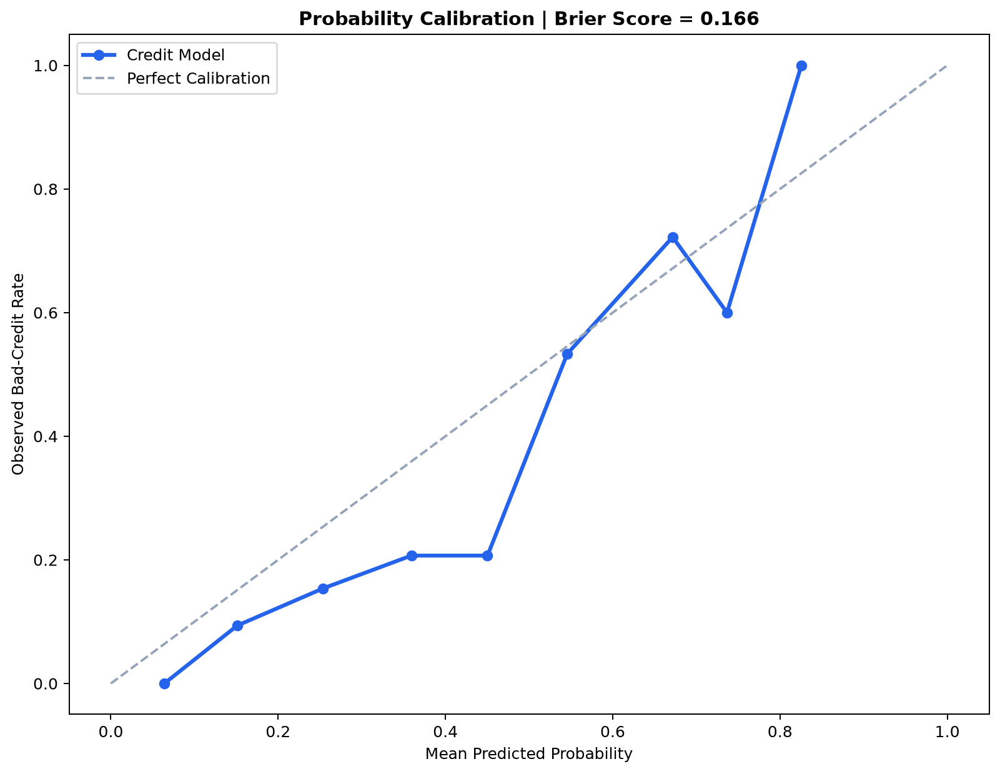 Probability Calibration | Brier Score = 0.166
Credit Model
Perfect Calibration
1.0
0.8
0.6
0.4
0.2
0.0
Observed Bad-Credit Rate
0.0 0.2 0.4 0.6 0.8 1.0
Mean Predicted Probability